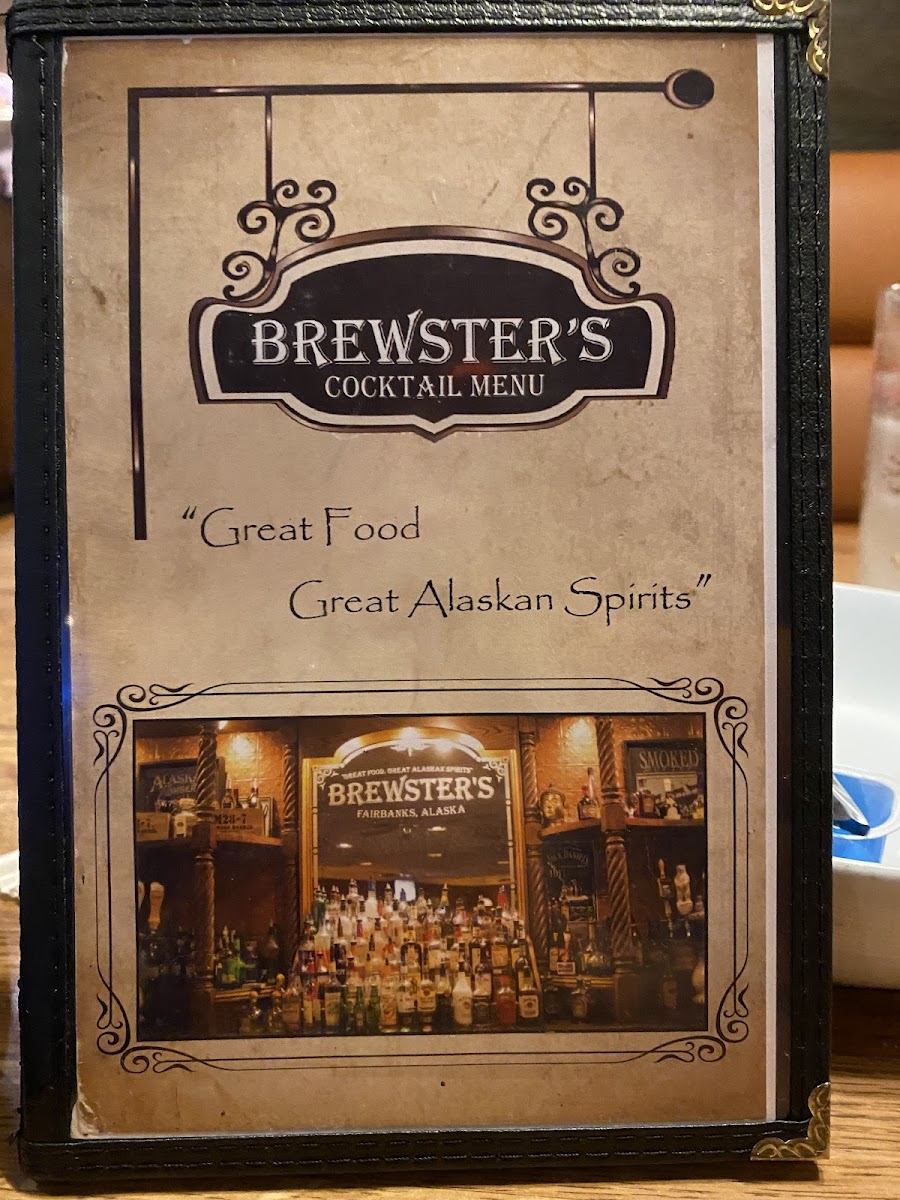 BREWSTER'S
COCKTAIL MENU
"Great Food
Great Alaskan Spirits"
"GREAT FOOD, GREAT ALASKAN SPIRITS"
BREWSTER'S
FAIRBANKS, ALASKA
SMOKED